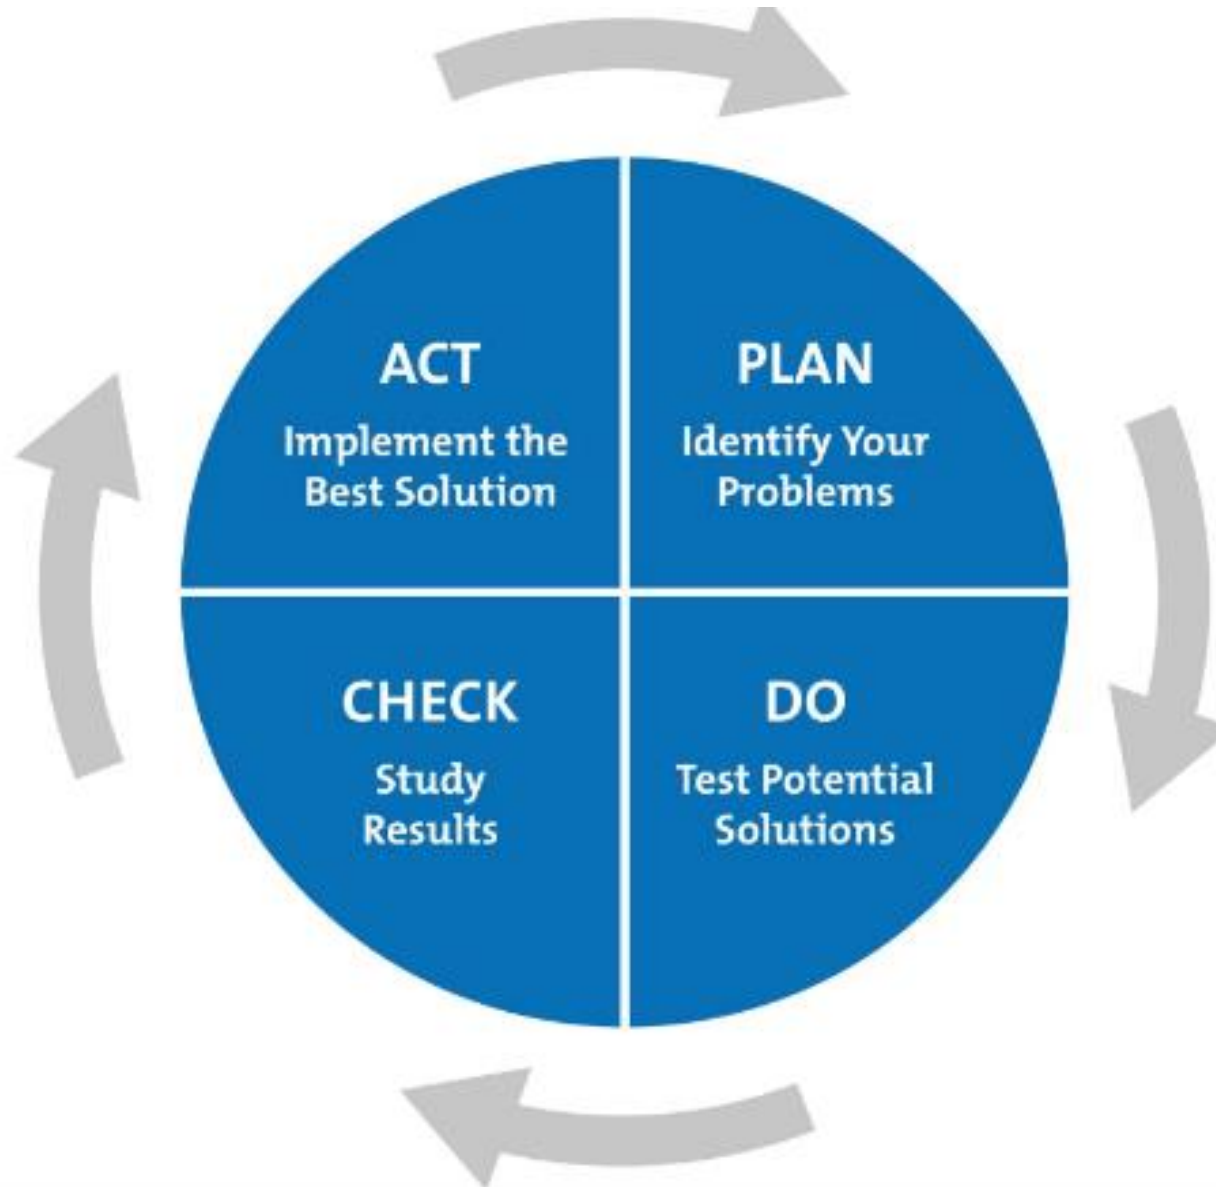 ACT
Implement the
Best Solution
PLAN
Identify Your
Problems
CHECK
Study
Results
DO
Test Potential
Solutions